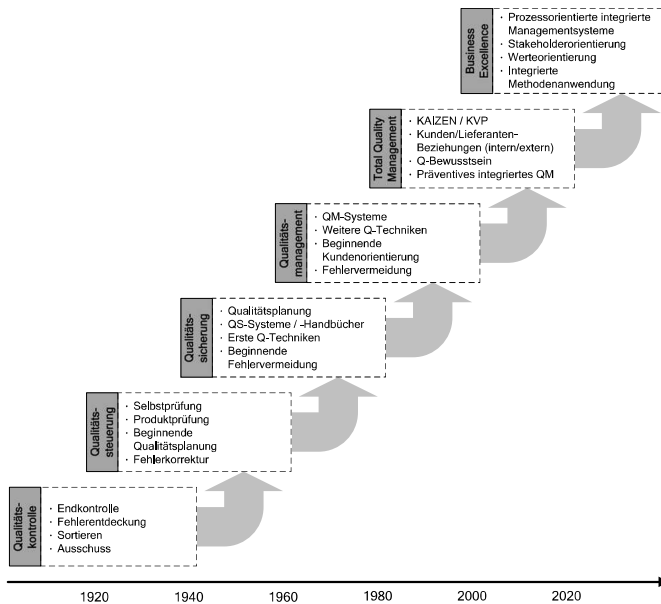 Business
Excellence
· Prozessorientierte integrierte
Managementsysteme
· Stakeholderorientierung
· Werteorientierung
· Integrierte
Methodenanwendung
Total Quality
Management
· KAIZEN / KVP
· Kunden/Lieferanten-
Beziehungen (intern/extern)
· Q-Bewusstsein
· Präventives integriertes QM
Qualitäts-
management
· QM-Systeme
· Weitere Q-Techniken
· Beginnende
Kundenorientierung
· Fehlervermeidung
Qualitäts-
sicherung
· Qualitätsplanung
· QS-Systeme / -Handbücher
· Erste Q-Techniken
· Beginnende
Fehlervermeidung
Qualitäts-
steuerung
· Selbstprüfung
· Produktprüfung
· Beginnende
Qualitätsplanung
· Fehlerkorrektur
Qualitäts-
kontrolle
· Endkontrolle
· Fehlerentdeckung
· Sortieren
· Ausschuss
1920 1940 1960 1980 2000 2020